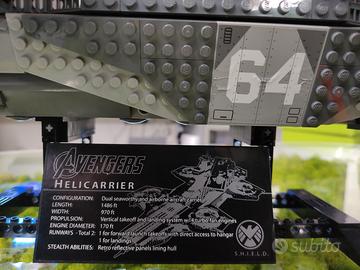 64
AVENGERS
HELICARRIER
CONFIGURATION: Dual seaworthy and airborne aircraft carrier
LENGTH: 1486 ft
WIDTH: 970 ft
PROPULSION: Vertical takeoff and landing system w/4 turbo fan engines
ENGINE DIAMETER: 170 ft
RUNWAYS - Total 2: 1 for forward launch takeoffs with direct access to hangar
1 for landings
STEALTH ABILITIES: Retro reflective panels lining hull
S.H.I.E.L.D.
subito